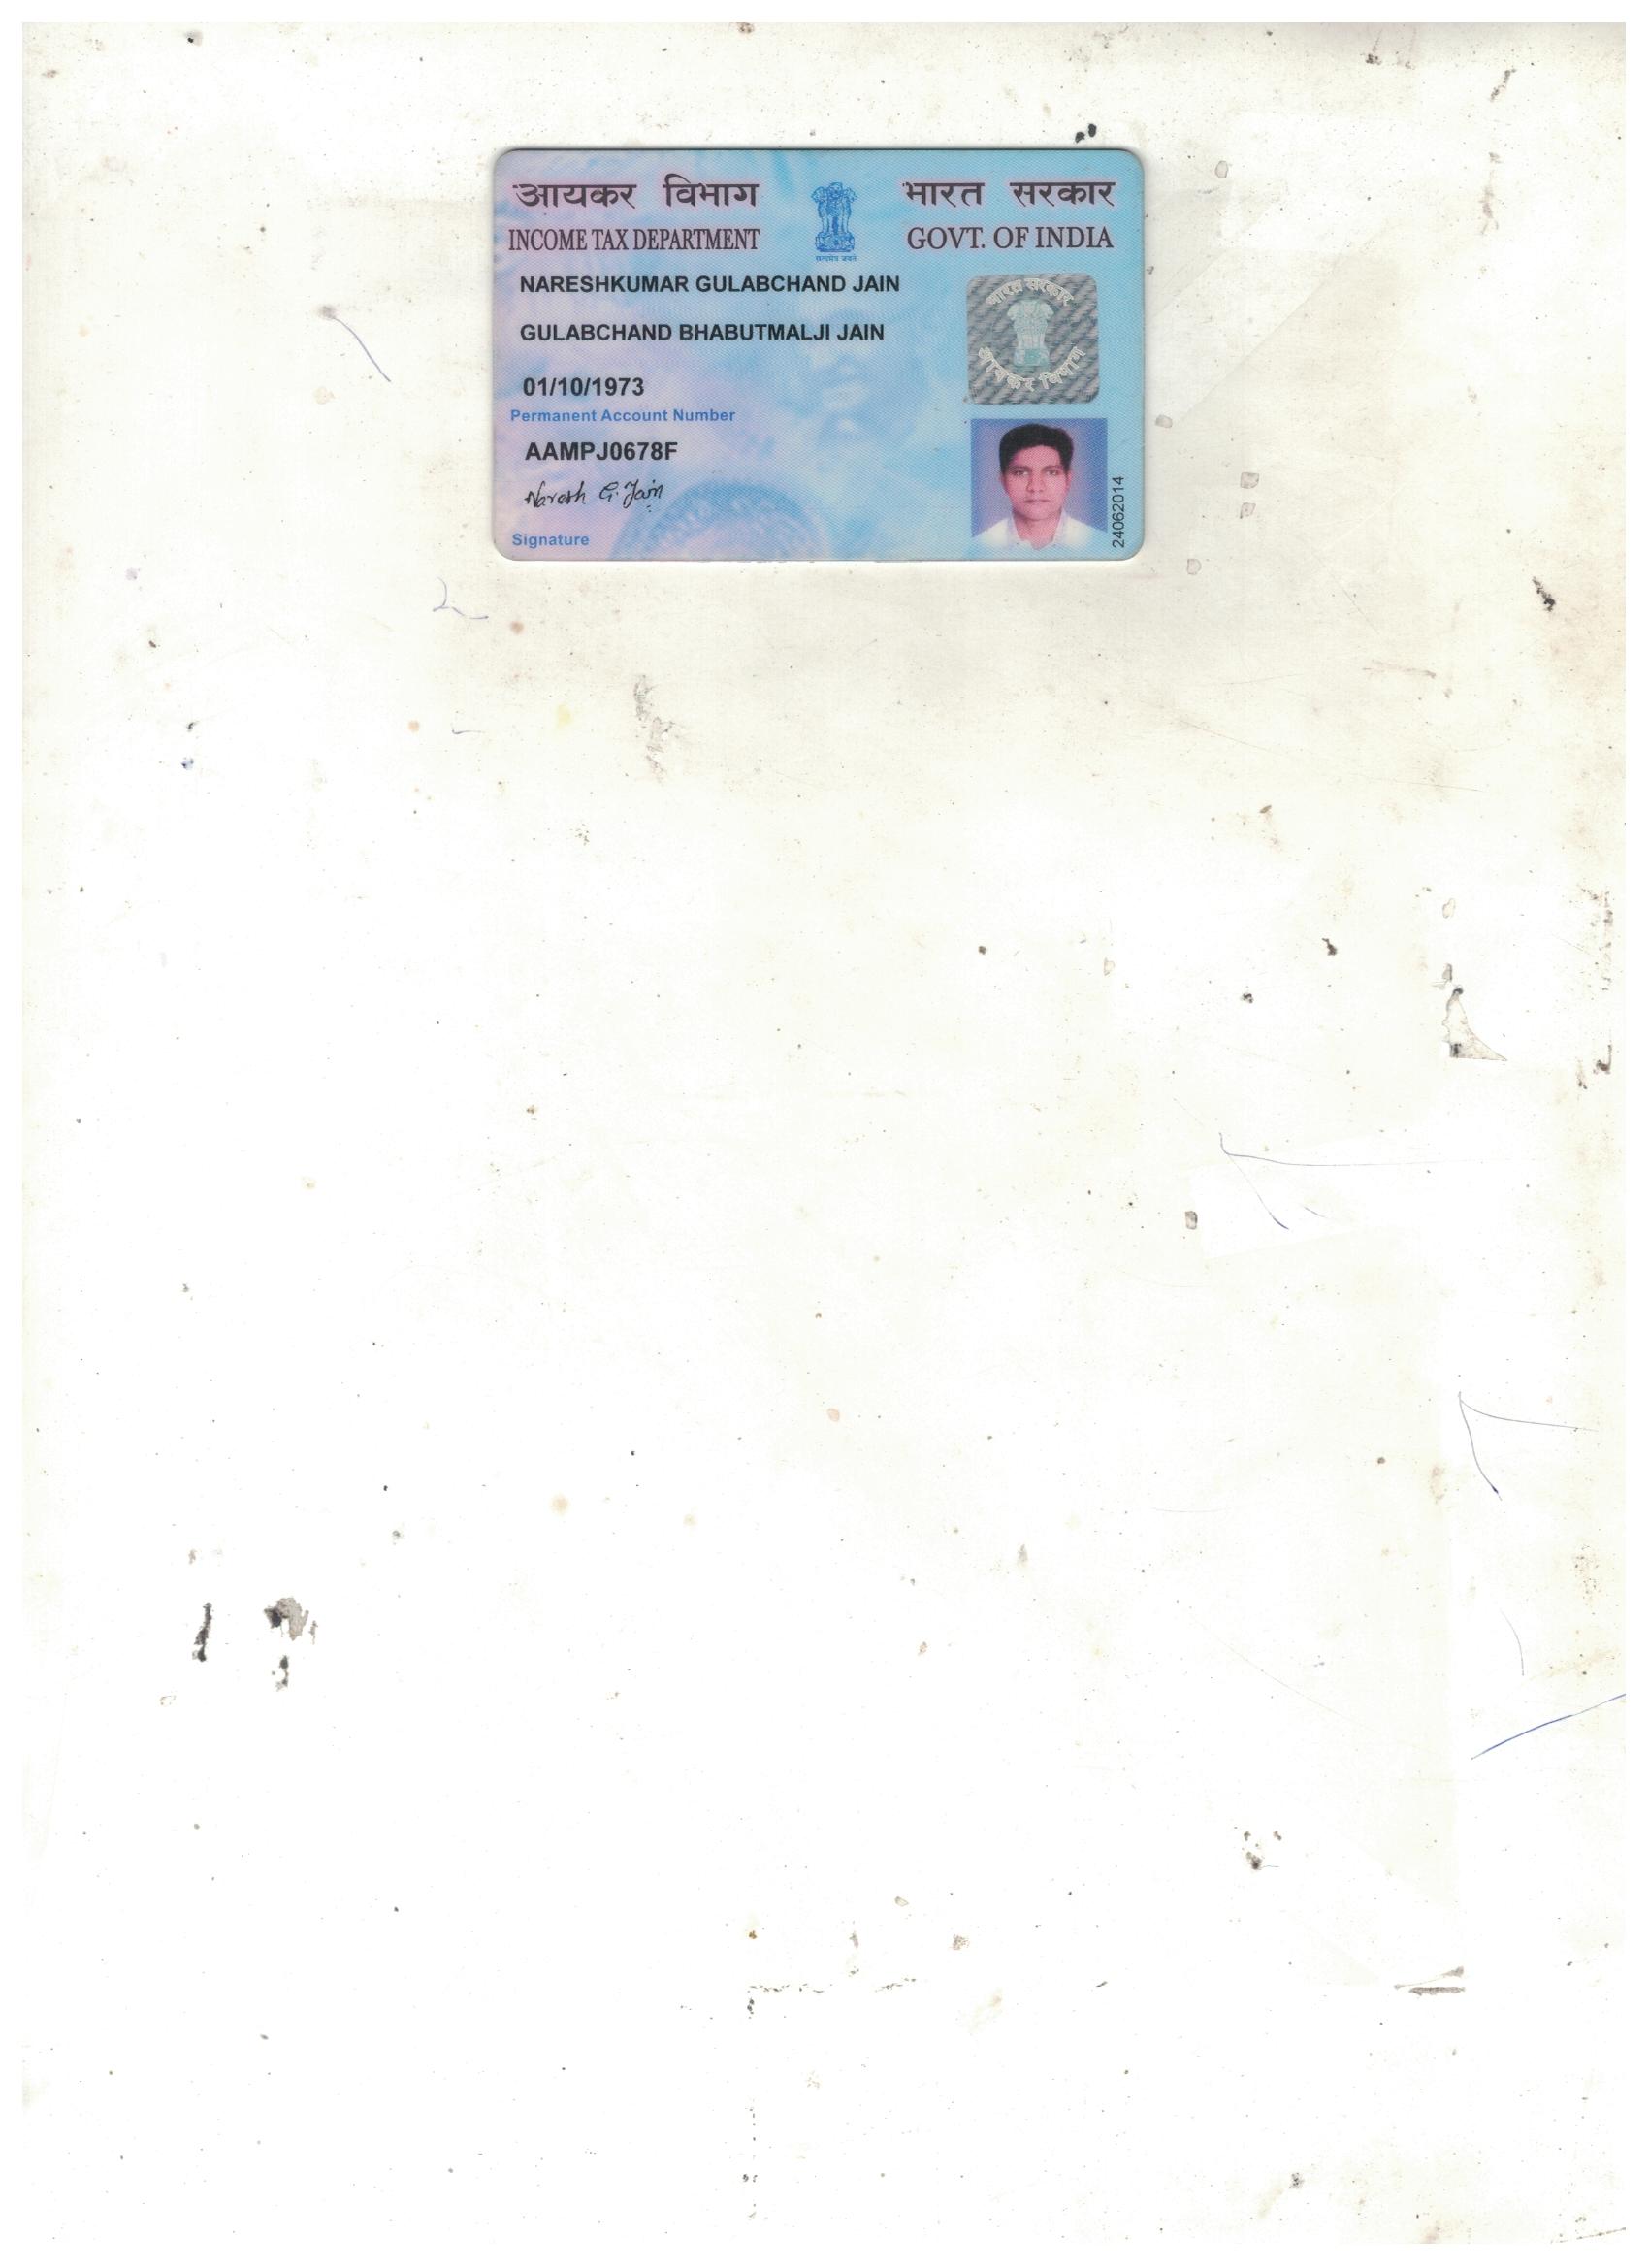 आयकर विभाग भारत सरकार
INCOME TAX DEPARTMENT GOVT. OF INDIA
सत्यमेव जयते
NARESHKUMAR GULABCHAND JAIN
GULABCHAND BHABUTMALJI JAIN
01/10/1973
Permanent Account Number
AAMPJ0678F
Naresh G. Jain
Signature
भारत सरकार
आयकर विभाग
24062014